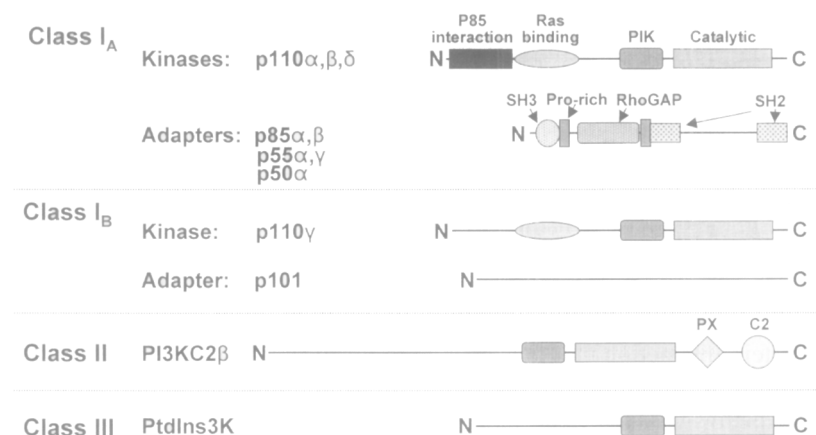 P85 Ras
interaction binding PIK Catalytic
Class IA
Kinases: p110α,β,δ N C
SH3 Pro-rich RhoGAP SH2
Adapters: p85α,β N C
p55α,γ
p50α
Class IB
Kinase: p110γ N C
Adapter: p101 N C
PX C2
Class II PI3KC2β N C
Class III PtdIns3K N C